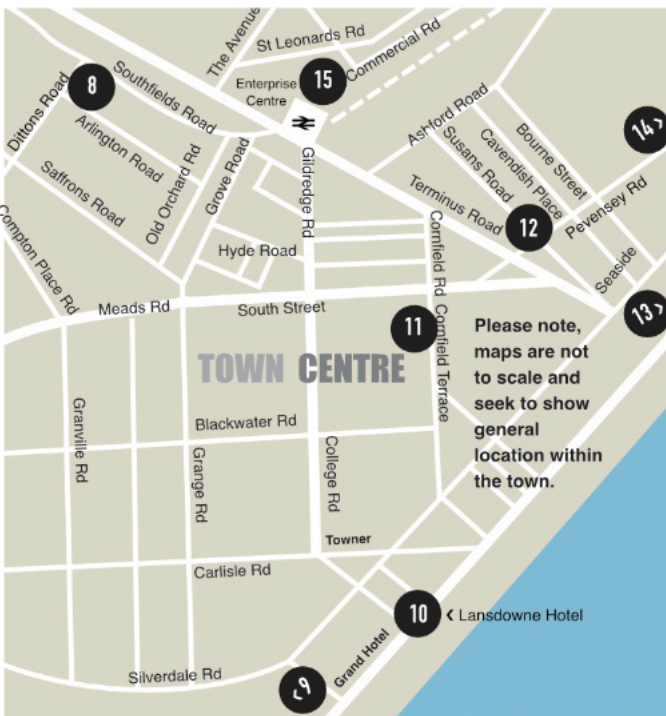 The Avenue
St Leonards Rd
Commercial Rd
8
Southfields Road
Enterprise
Centre
15
Dittons Road
Arlington Road
Ashford Road
Susans Road
Cavendish Place
Bourne Street
14 ›
Saffrons Road
Old Orchard Rd
Grove Road
Gildredge Rd
Terminus Road
12
Pevensey Rd
Compton Place Rd
Hyde Road
Cornfield Rd
Seaside
Meads Rd
South Street
13 ›
11
Cornfield Terrace
Please note,
maps are not
to scale and
seek to show
general
location within
the town.
TOWN CENTRE
Granville Rd
Blackwater Rd
Grange Rd
College Rd
Towner
Carlisle Rd
10
‹ Lansdowne Hotel
Grand Hotel
Silverdale Rd
‹ 9